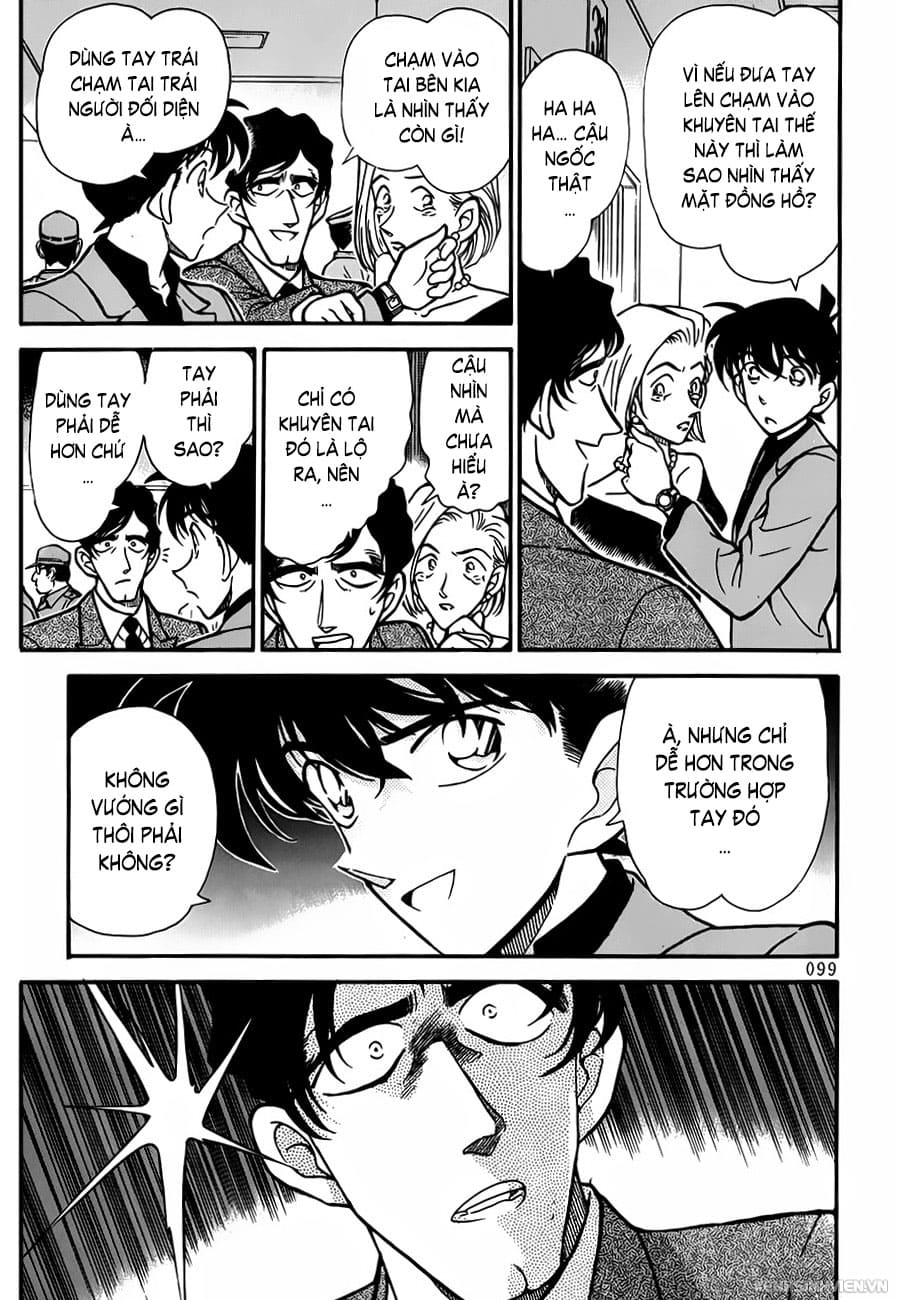 VÌ NẾU ĐƯA TAY
LÊN CHẠM VÀO
KHUYÊN TAI THẾ
NÀY THÌ LÀM
SAO NHÌN THẤY
MẶT ĐỒNG HỒ?
HA HA
HA... CẬU
NGỐC
THẬT
...
CHẠM VÀO
TAI BÊN KIA
LÀ NHÌN THẤY
CÒN GÌ!
DÙNG TAY TRÁI
CHẠM TAI TRÁI
NGƯỜI ĐỐI DIỆN
À...
CẬU
NHÌN
MÀ
CHƯA
HIỂU
À?
CHỈ CÓ
KHUYÊN TAI
ĐÓ LÀ LỘ
RA, NÊN
...
TAY
PHẢI
THÌ
SAO?
DÙNG TAY
PHẢI DỄ
HƠN CHỨ
...
À, NHƯNG CHỈ
DỄ HƠN TRONG
TRƯỜNG HỢP
TAY ĐÓ
...
KHÔNG
VƯỚNG GÌ
THÔI PHẢI
KHÔNG?
099